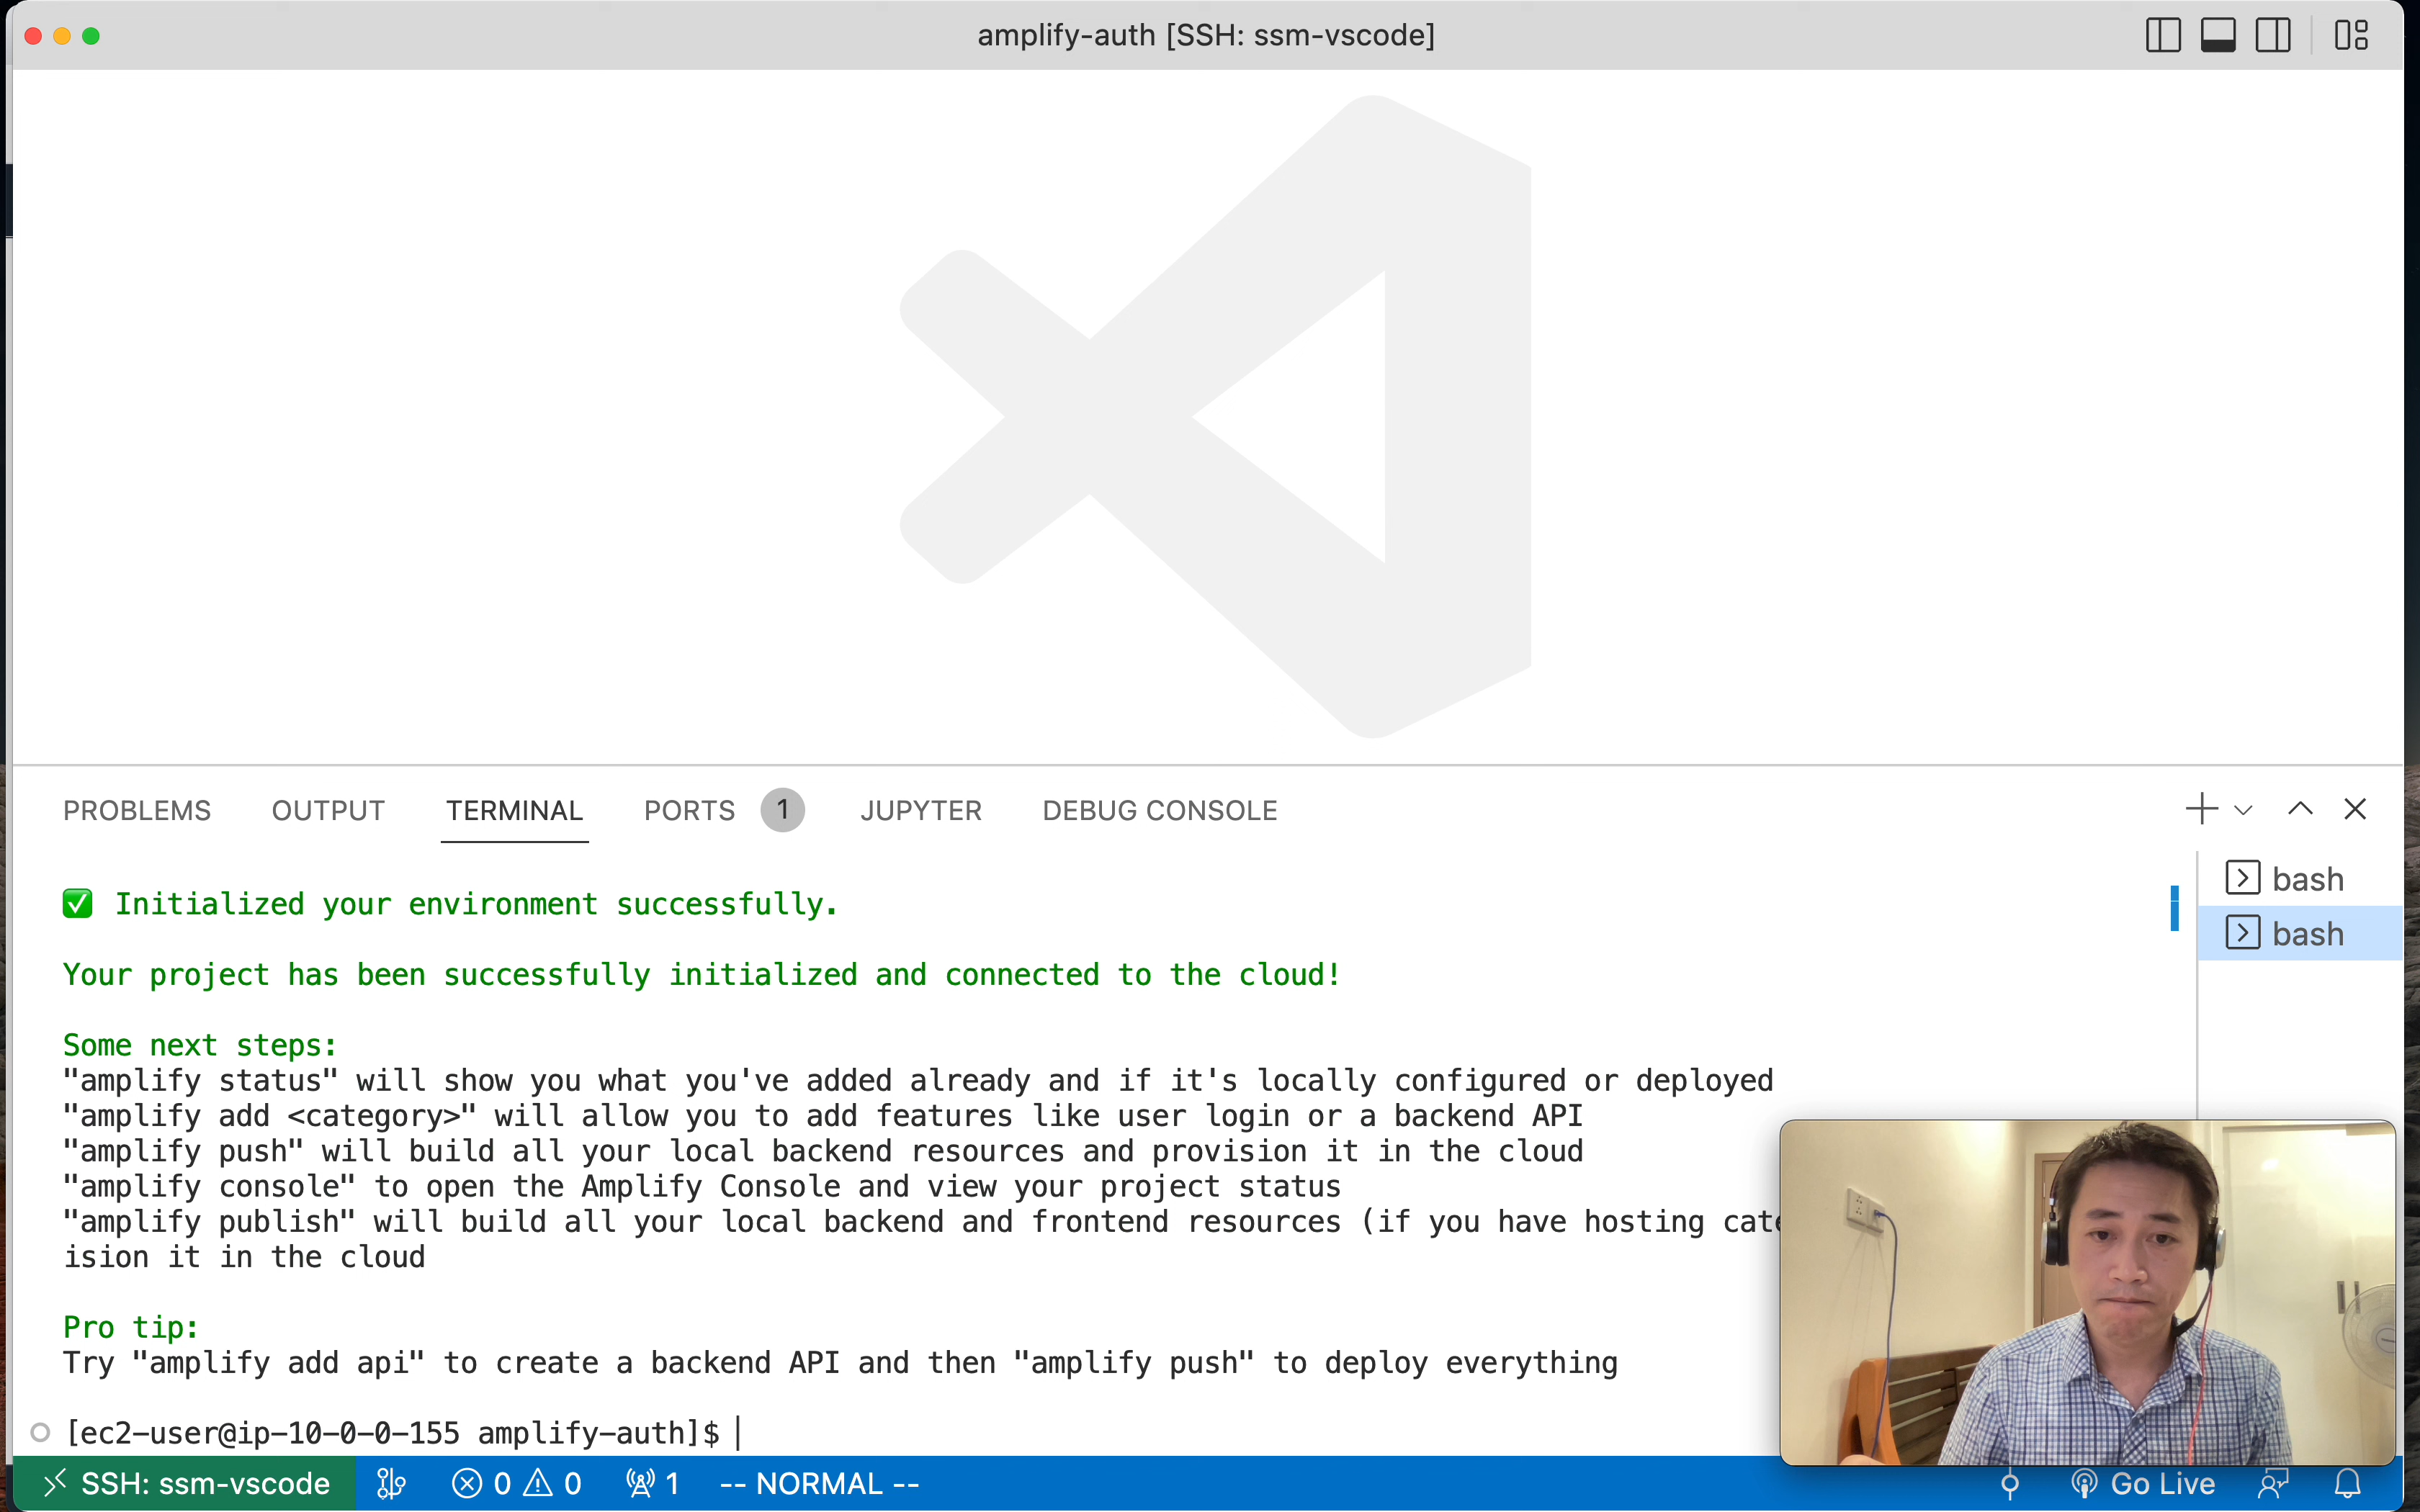 amplify-auth [SSH: ssm-vscode]
PROBLEMS OUTPUT TERMINAL PORTS 1 JUPYTER DEBUG CONSOLE
bash
bash
✅ Initialized your environment successfully.
Your project has been successfully initialized and connected to the cloud!
Some next steps:
"amplify status" will show you what you've added already and if it's locally configured or deployed
"amplify add <category>" will allow you to add features like user login or a backend API
"amplify push" will build all your local backend resources and provision it in the cloud
"amplify console" to open the Amplify Console and view your project status
"amplify publish" will build all your local backend and frontend resources (if you have hosting
ision it in the cloud
Pro tip:
Try "amplify add api" to create a backend API and then "amplify push" to deploy everything
[ec2-user@ip-10-0-0-155 amplify-auth]$
SSH: ssm-vscode 0 0 1 -- NORMAL -- Go Live